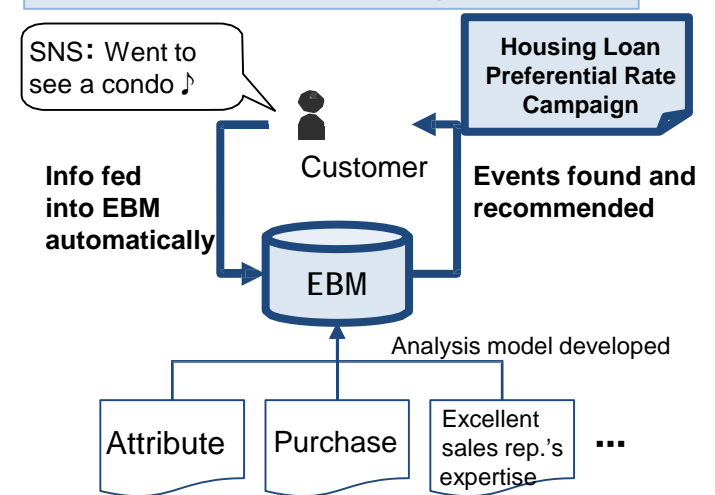 SNS: Went to
see a condo ♪
Housing Loan
Preferential Rate
Campaign
Customer
Info fed
into EBM
automatically
Events found and
recommended
EBM
Analysis model developed
Attribute
Purchase
Excellent
sales rep.'s
expertise
...